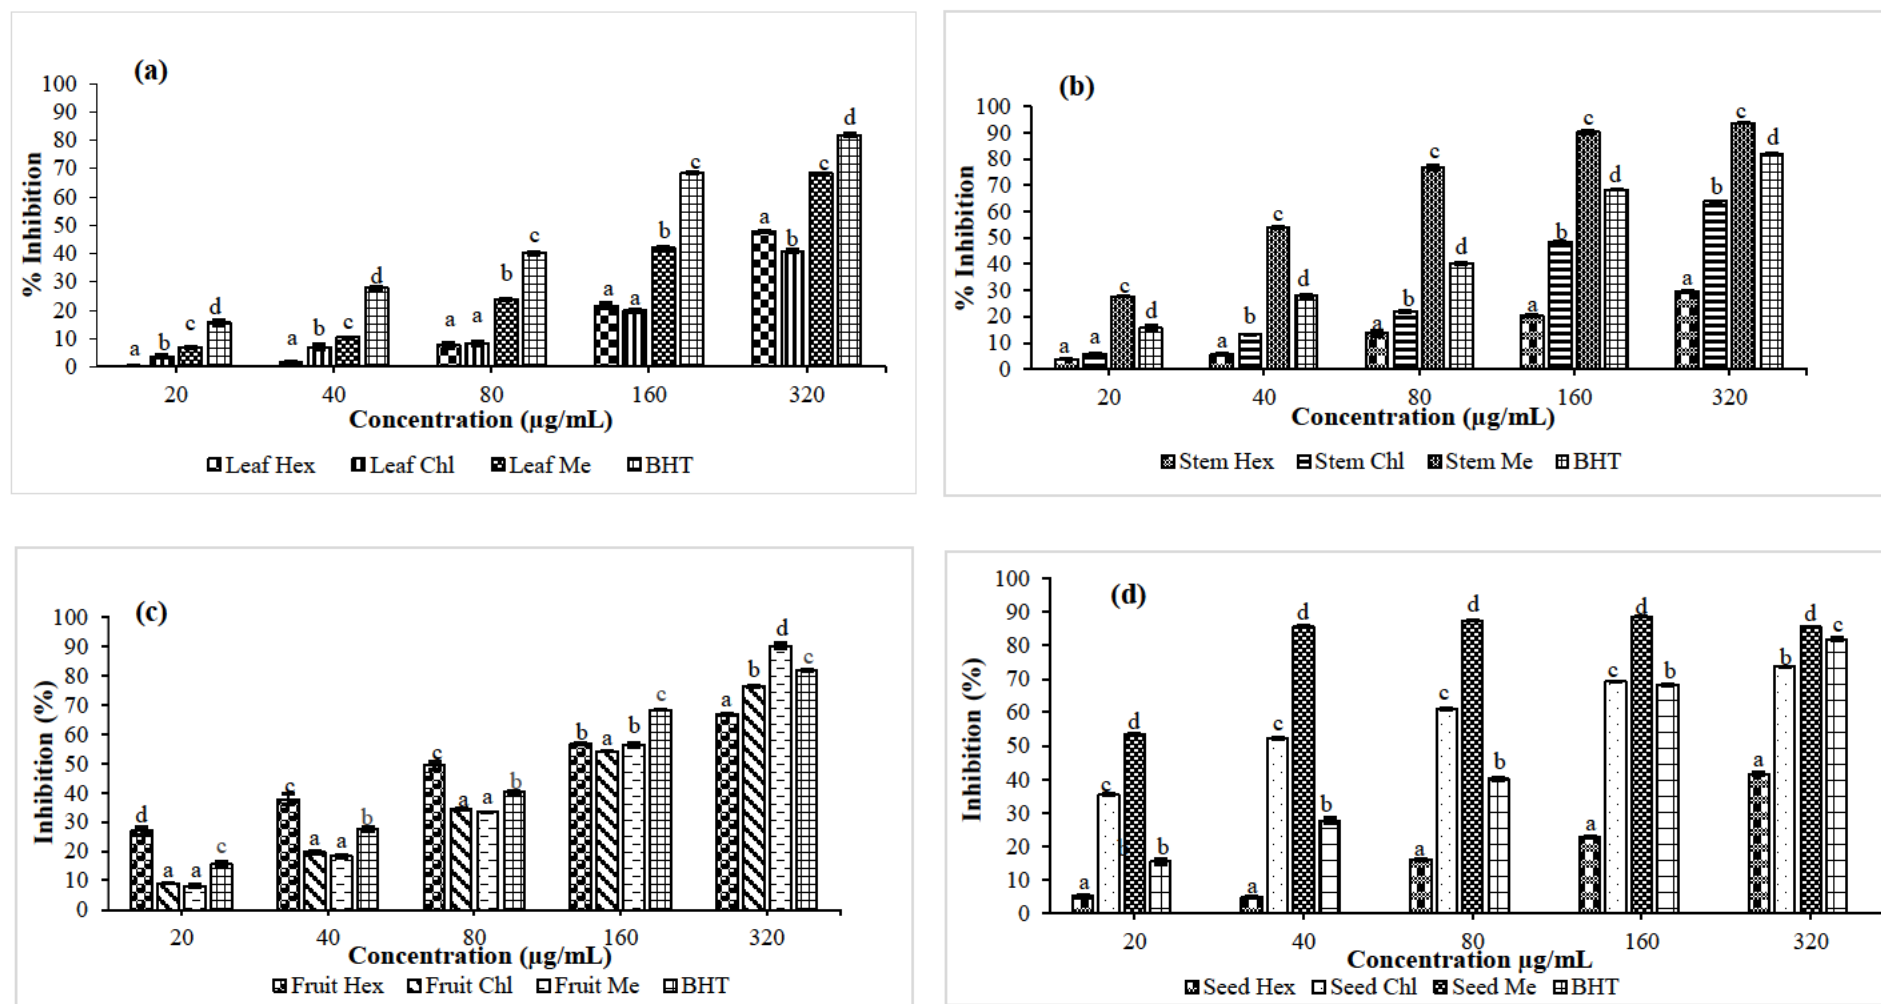 (a)
100
90
80
70
60
50
40
30
20
10
0
% Inhibition
a b c d
a b c d
a a b c
a a b c
a b c d
20 40 80 160 320
Concentration (µg/mL)
Leaf Hex Leaf Chl Leaf Me BHT
(b)
100
90
80
70
60
50
40
30
20
10
0
% Inhibition
a a c d
a b c d
a b c d
a b c d
a b c d
20 40 80 160 320
Concentration (µg/mL)
Stem Hex Stem Chl Stem Me BHT
(c)
100
90
80
70
60
50
40
30
20
10
0
Inhibition (%)
d a a c
c a a b
c a a b
b a b c
a b d c
20 40 80 160 320
Concentration (µg/mL)
Fruit Hex Fruit Chl Fruit Me BHT
(d)
100
90
80
70
60
50
40
30
20
10
0
Inhibition (%)
a c d b
a c d b
a c d b
a c d b
a b d c
20 40 80 160 320
Concentration µg/mL
Seed Hex Seed Chl Seed Me BHT